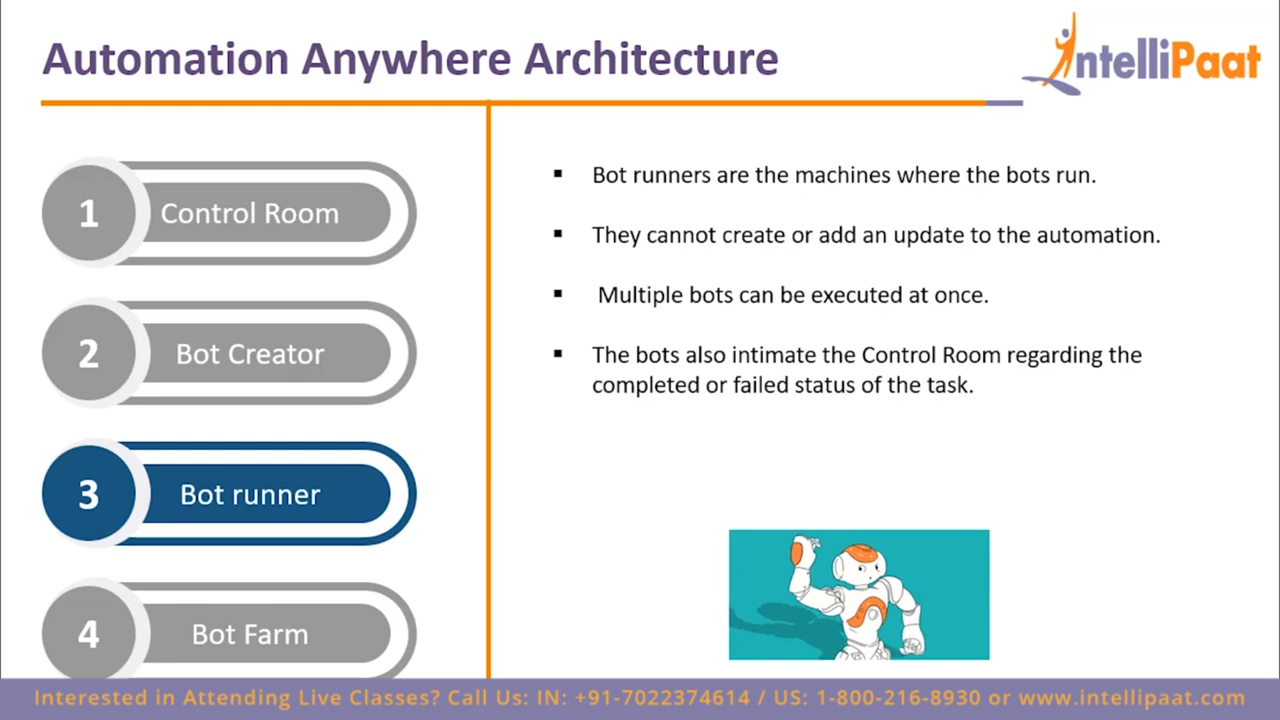 Automation Anywhere Architecture
IntelliPaat
1 Control Room
2 Bot Creator
3 Bot runner
4 Bot Farm
▪ Bot runners are the machines where the bots run.
▪ They cannot create or add an update to the automation.
▪ Multiple bots can be executed at once.
▪ The bots also intimate the Control Room regarding the
completed or failed status of the task.
Interested in Attending Live Classes? Call Us: IN: +91-7022374614 / US: 1-800-216-8930 or www.intellipaat.com